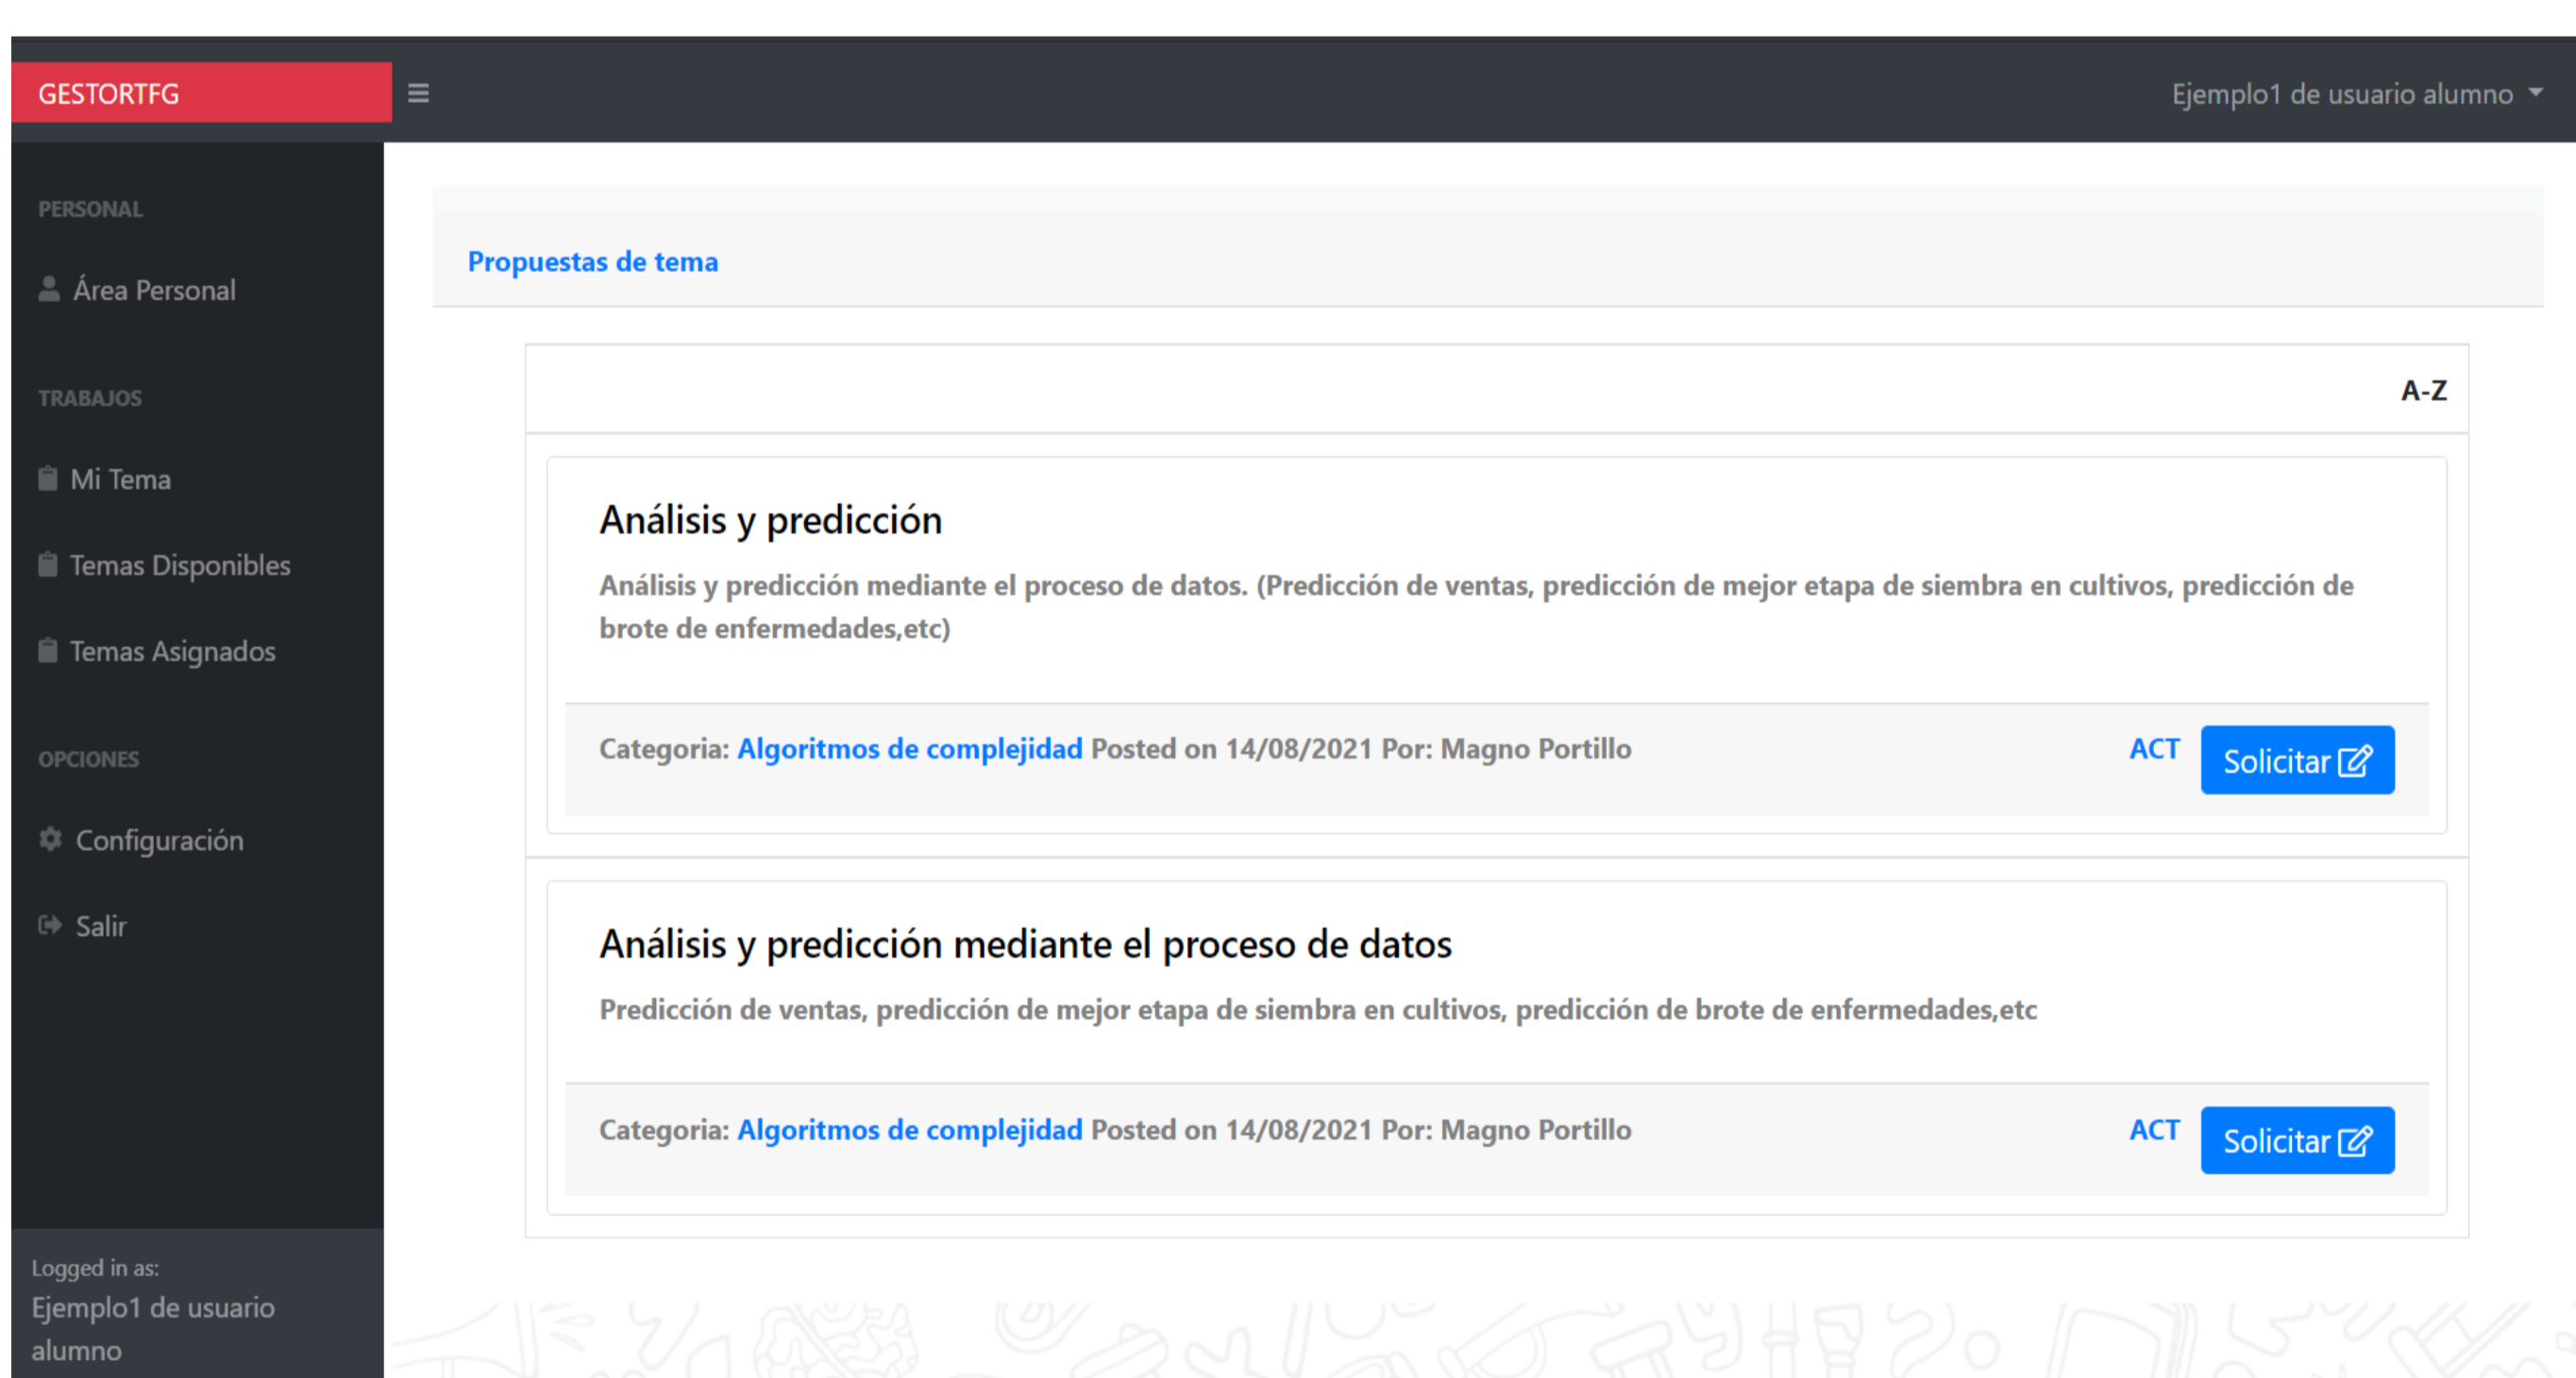 GESTORTFG
Ejemplo1 de usuario alumno
PERSONAL
Área Personal
TRABAJOS
Mi Tema
Temas Disponibles
Temas Asignados
OPCIONES
Configuración
Salir
Logged in as:
Ejemplo1 de usuario
alumno
Propuestas de tema
A-Z
Análisis y predicción
Análisis y predicción mediante el proceso de datos. (Predicción de ventas, predicción de mejor etapa de siembra en cultivos, predicción de
brote de enfermedades,etc)
Categoria: Algoritmos de complejidad Posted on 14/08/2021 Por: Magno Portillo
ACT
Solicitar
Análisis y predicción mediante el proceso de datos
Predicción de ventas, predicción de mejor etapa de siembra en cultivos, predicción de brote de enfermedades,etc
Categoria: Algoritmos de complejidad Posted on 14/08/2021 Por: Magno Portillo
ACT
Solicitar